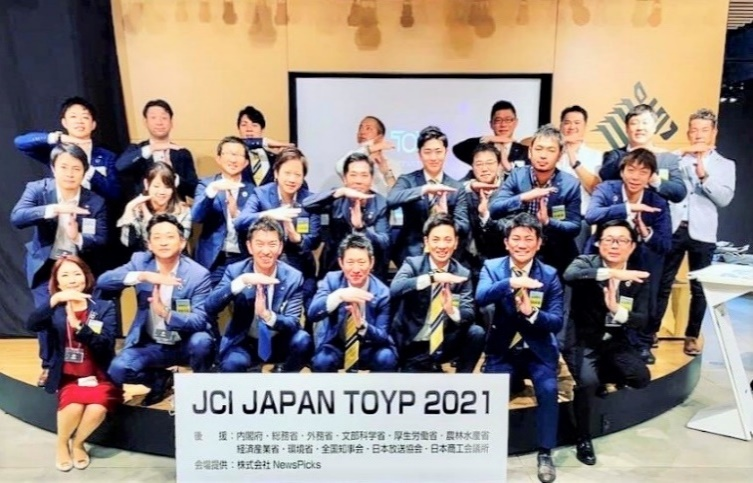 JCI JAPAN TOYP 2021
後　援：内閣府・総務省・外務省・文部科学省・厚生労働省・農林水産省
経済産業省・環境省・全国知事会・日本放送協会・日本商工会議所
会場提供：株式会社 NewsPicks